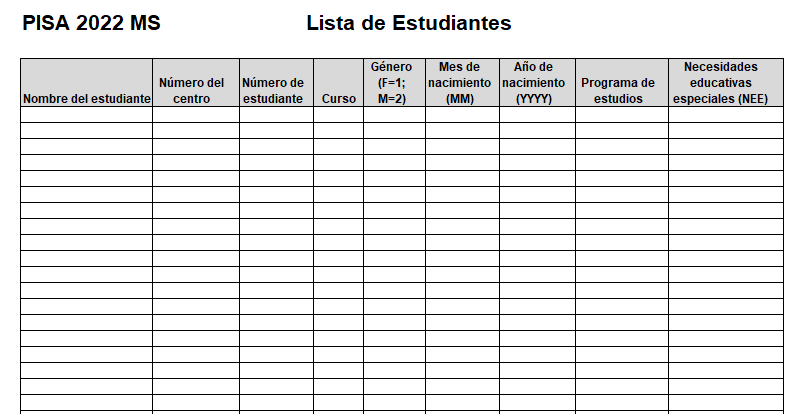 PISA 2022 MS Lista de Estudiantes
Nombre del estudiante
Número del
centro
Número de
estudiante
Curso
Género
(F=1;
M=2)
Mes de
nacimiento
(MM)
Año de
nacimiento
(YYYY)
Programa de
estudios
Necesidades
educativas
especiales (NEE)